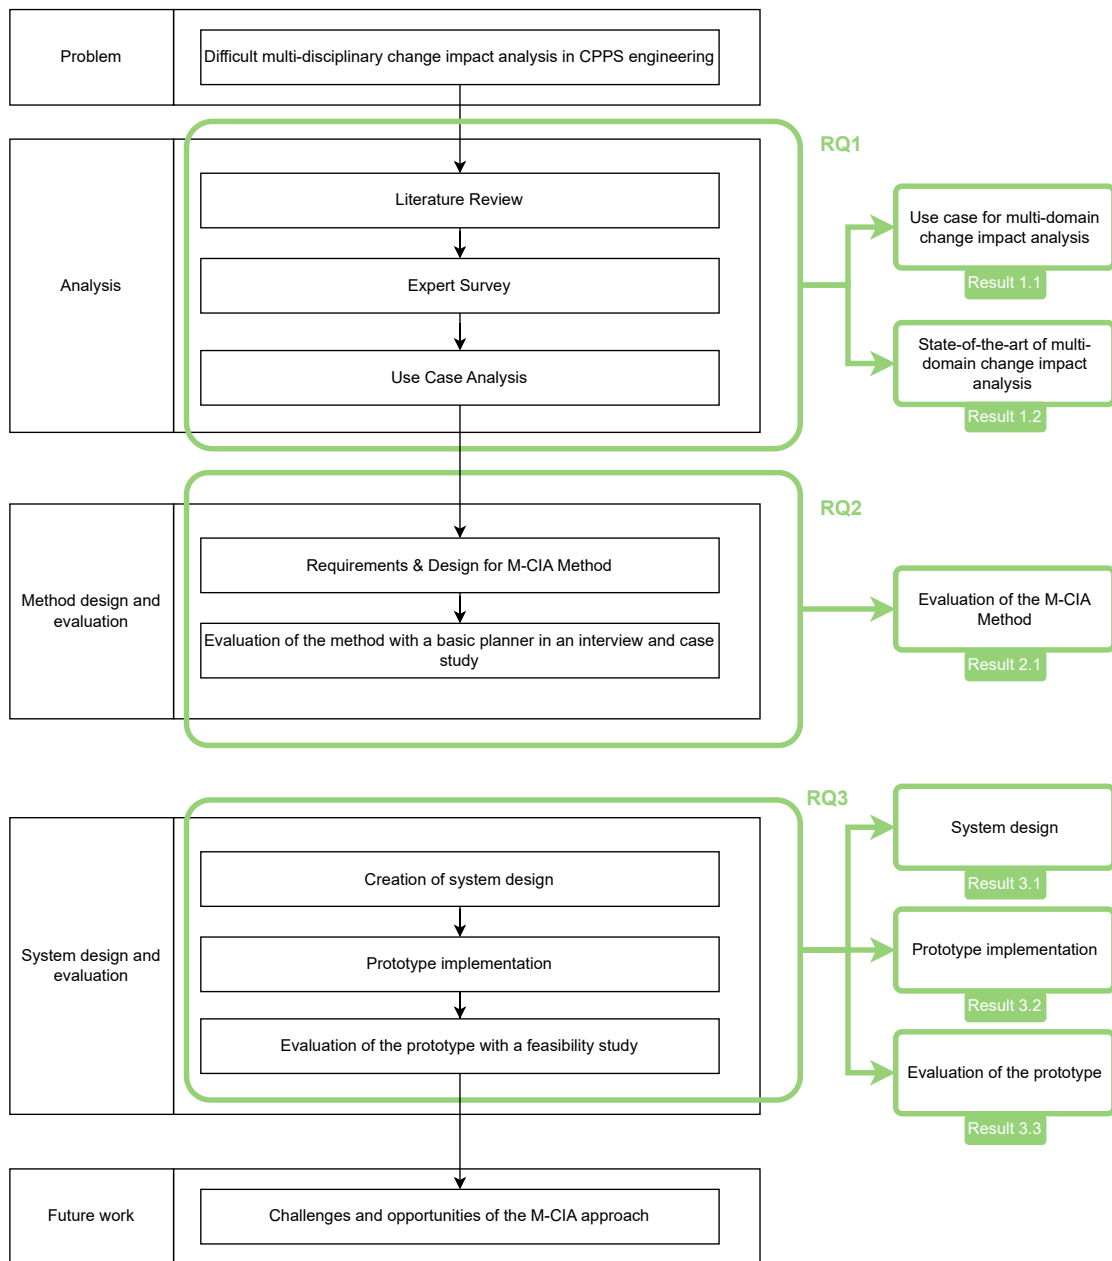 Problem
Difficult multi-disciplinary change impact analysis in CPPS engineering
RQ1
Analysis
Literature Review
Expert Survey
Use Case Analysis
Use case for multi-domain
change impact analysis
Result 1.1
State-of-the-art of multi-
domain change impact
analysis
Result 1.2
RQ2
Method design and
evaluation
Requirements & Design for M-CIA Method
Evaluation of the method with a basic planner in an interview and case
study
Evaluation of the M-CIA
Method
Result 2.1
RQ3
System design and
evaluation
Creation of system design
Prototype implementation
Evaluation of the prototype with a feasibility study
System design
Result 3.1
Prototype implementation
Result 3.2
Evaluation of the prototype
Result 3.3
Future work
Challenges and opportunities of the M-CIA approach